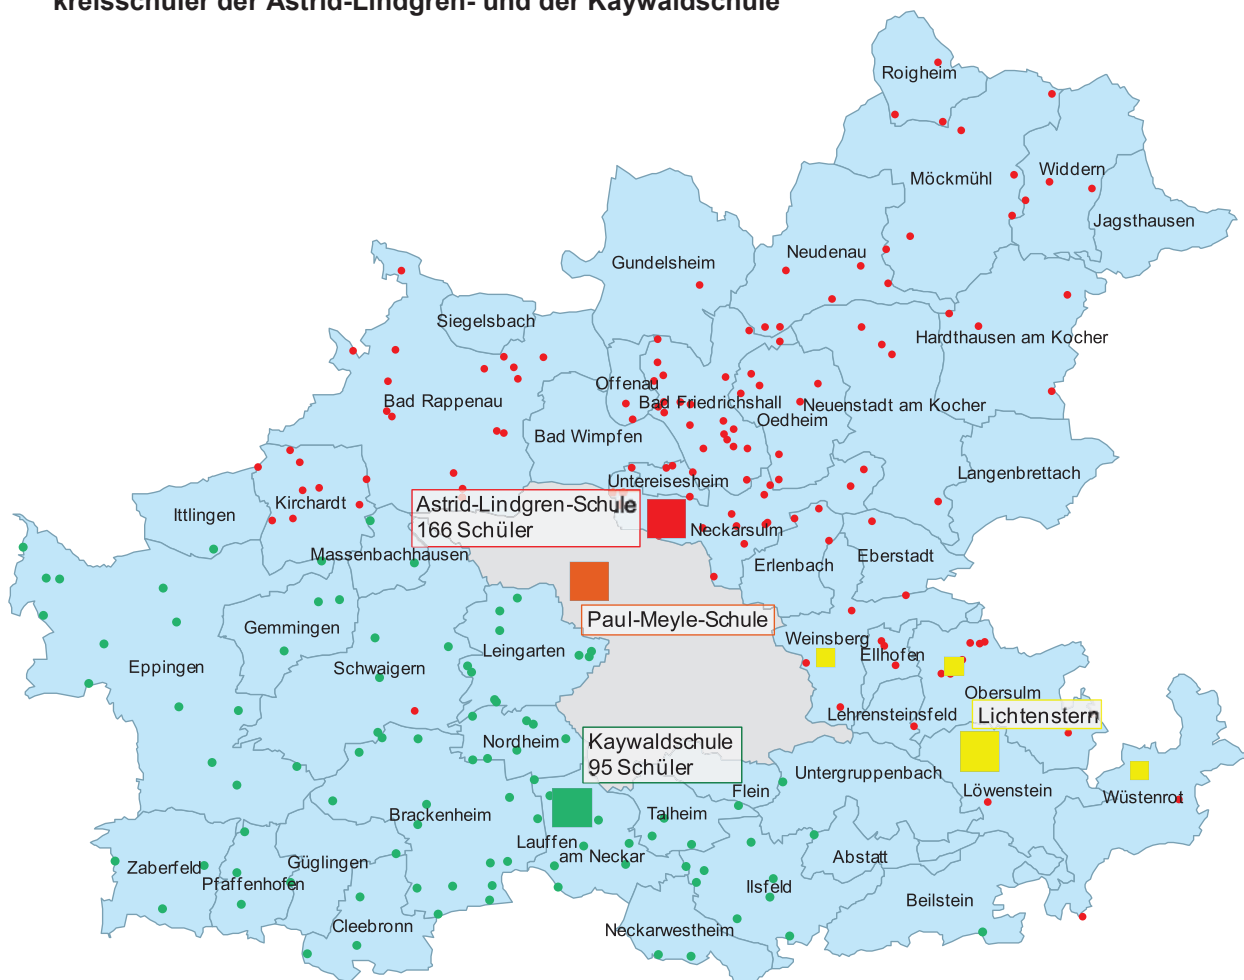 kreisschüler der Astrid-Lindgren- und der Kaywaldschule
Roigheim
Möckmühl
Widdern
Jagsthausen
Gundelsheim
Neudenau
Siegelsbach
Hardthausen am Kocher
Offenau
Bad Rappenau
Bad Friedrichshall
Neuenstadt am Kocher
Oedheim
Bad Wimpfen
Langenbrettach
Untereisesheim
Kirchardt
Ittlingen
Astrid-Lindgren-Schule
166 Schüler
Neckarsulm
Massenbachhausen
Erlenbach
Eberstadt
Paul-Meyle-Schule
Gemmingen
Weinsberg
Ellhofen
Leingarten
Eppingen
Schwaigern
Obersulm
Lehrensteinsfeld
Lichtenstern
Nordheim
Kaywaldschule
95 Schüler
Untergruppenbach
Flein
Löwenstein
Wüstenrot
Brackenheim
Talheim
Lauffen
am Neckar
Abstatt
Güglingen
Zaberfeld
Pfaffenhofen
Ilsfeld
Beilstein
Cleebronn
Neckarwestheim